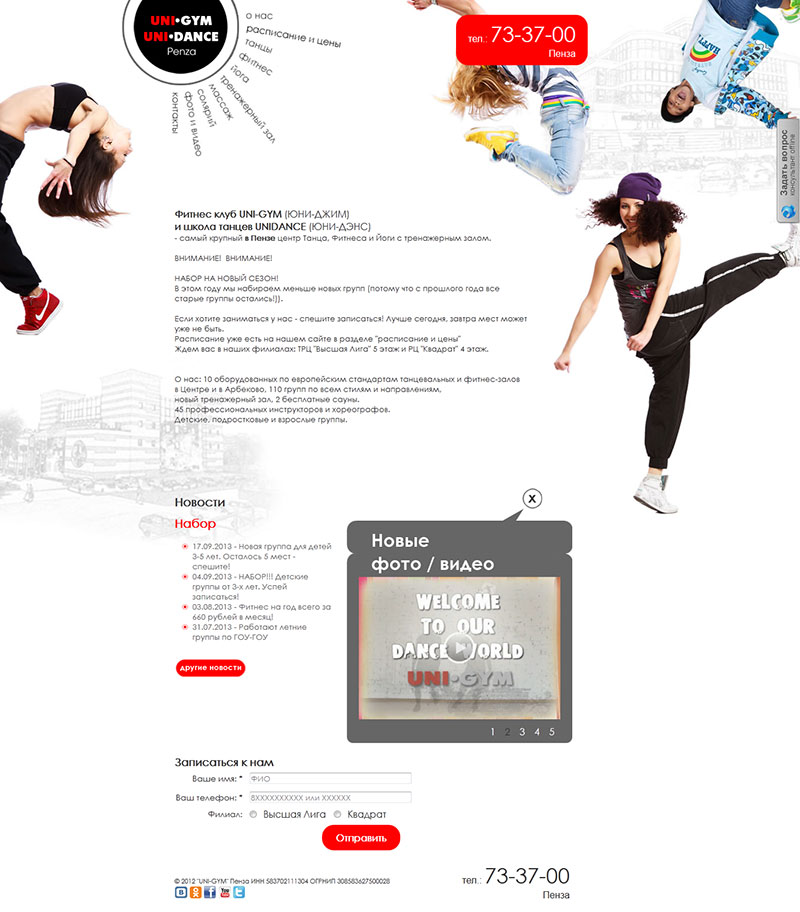 UNI•GYM
UNI•DANCE
Penza
о нас
расписание и цены
танцы
фитнес
йога
тренажерный зал
массаж
солярий
фото и видео
контакты
тел.: 73-37-00
Пенза
Задать вопрос
консультант offline
Фитнес клуб UNI-GYM (ЮНИ-ДЖИМ)
и школа танцев UNIDANCE (ЮНИ-ДЭНС)
- самый крупный в Пензе центр Танца, Фитнеса и Йоги с тренажерным залом.
ВНИМАНИЕ! ВНИМАНИЕ!
НАБОР НА НОВЫЙ СЕЗОН!
В этом году мы набираем меньше новых групп (потому что с прошлого года все
старые группы остались!)).
Если хотите заниматься у нас - спешите записаться! Лучше сегодня, завтра мест может
уже не быть.
Расписание уже есть на нашем сайте в разделе "расписание и цены"
Ждем вас в наших филиалах: ТРЦ "Высшая Лига" 5 этаж и РЦ "Квадрат" 4 этаж.
О нас: 10 оборудованных по европейским стандартам танцевальных и фитнес-залов
в Центре и в Арбеково, 110 групп по всем стилям и направлениям,
новый тренажерный зал, 2 бесплатные сауны.
45 профессиональных инструкторов и хореографов.
Детские, подростковые и взрослые группы.
Новости
Набор
17.09.2013 - Новая группа для детей
3-5 лет. Осталось 5 мест -
спешите!
04.09.2013 - НАБОР!!! Детские
группы от 3-х лет. Успей
записаться!
03.08.2013 - Фитнес на год всего за
660 рублей в месяц!
31.07.2013 - Работают летние
группы по ГОУ-ГОУ
другие новости
x
Новые
фото / видео
WELCOME
TO OUR
DANCE WORLD
UNI•GYM
1 2 3 4 5
Записаться к нам
Ваше имя: * ФИО
Ваш телефон: * 8XXXXXXXXXX или XXXXXX
Филиал: Высшая Лига Квадрат
Отправить
© 2012 "UNI-GYM" Пенза ИНН 583702111304 ОГРНИП 308583627500028
тел.: 73-37-00
Пенза